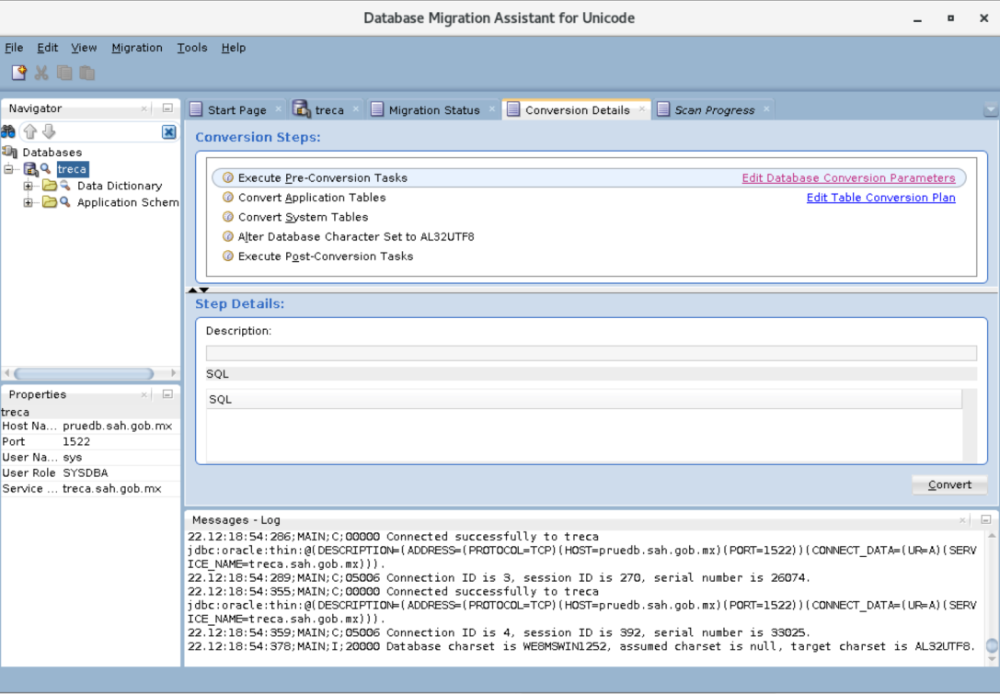 Database Migration Assistant for Unicode
File Edit View Migration Tools Help
Navigator
Databases
treca
Data Dictionary
Application Schem
Properties
treca
Host Na... pruedb.sah.gob.mx
Port 1522
User Na... sys
User Role SYSDBA
Service ... treca.sah.gob.mx
Start Page treca Migration Status Conversion Details Scan Progress
Conversion Steps:
Execute Pre-Conversion Tasks Edit Database Conversion Parameters
Convert Application Tables Edit Table Conversion Plan
Convert System Tables
Alter Database Character Set to AL32UTF8
Execute Post-Conversion Tasks
Step Details:
Description:
SQL
SQL
Convert
Messages - Log
22.12:18:54:286;MAIN;C;00000 Connected successfully to treca
jdbc:oracle:thin:@(DESCRIPTION=(ADDRESS=(PROTOCOL=TCP)(HOST=pruedb.sah.gob.mx)(PORT=1522))(CONNECT_DATA=(UR=A)(SERV
ICE_NAME=treca.sah.gob.mx))).
22.12:18:54:289;MAIN;C;05006 Connection ID is 3, session ID is 270, serial number is 26074.
22.12:18:54:355;MAIN;C;00000 Connected successfully to treca
jdbc:oracle:thin:@(DESCRIPTION=(ADDRESS=(PROTOCOL=TCP)(HOST=pruedb.sah.gob.mx)(PORT=1522))(CONNECT_DATA=(UR=A)(SERV
ICE_NAME=treca.sah.gob.mx))).
22.12:18:54:359;MAIN;C;05006 Connection ID is 4, session ID is 392, serial number is 33025.
22.12:18:54:378;MAIN;I;20000 Database charset is WE8MSWIN1252, assumed charset is null, target charset is AL32UTF8.